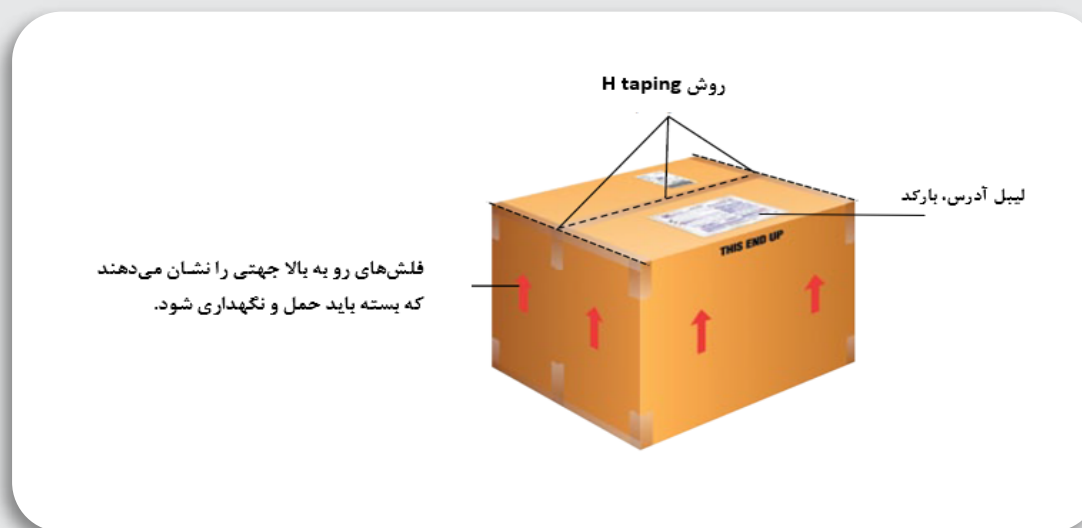 روش H taping
لیبل آدرس، بارکد
THIS END UP
فلش‌های رو به بالا جهتی را نشان می‌دهند
که بسته باید حمل و نگهداری شود.